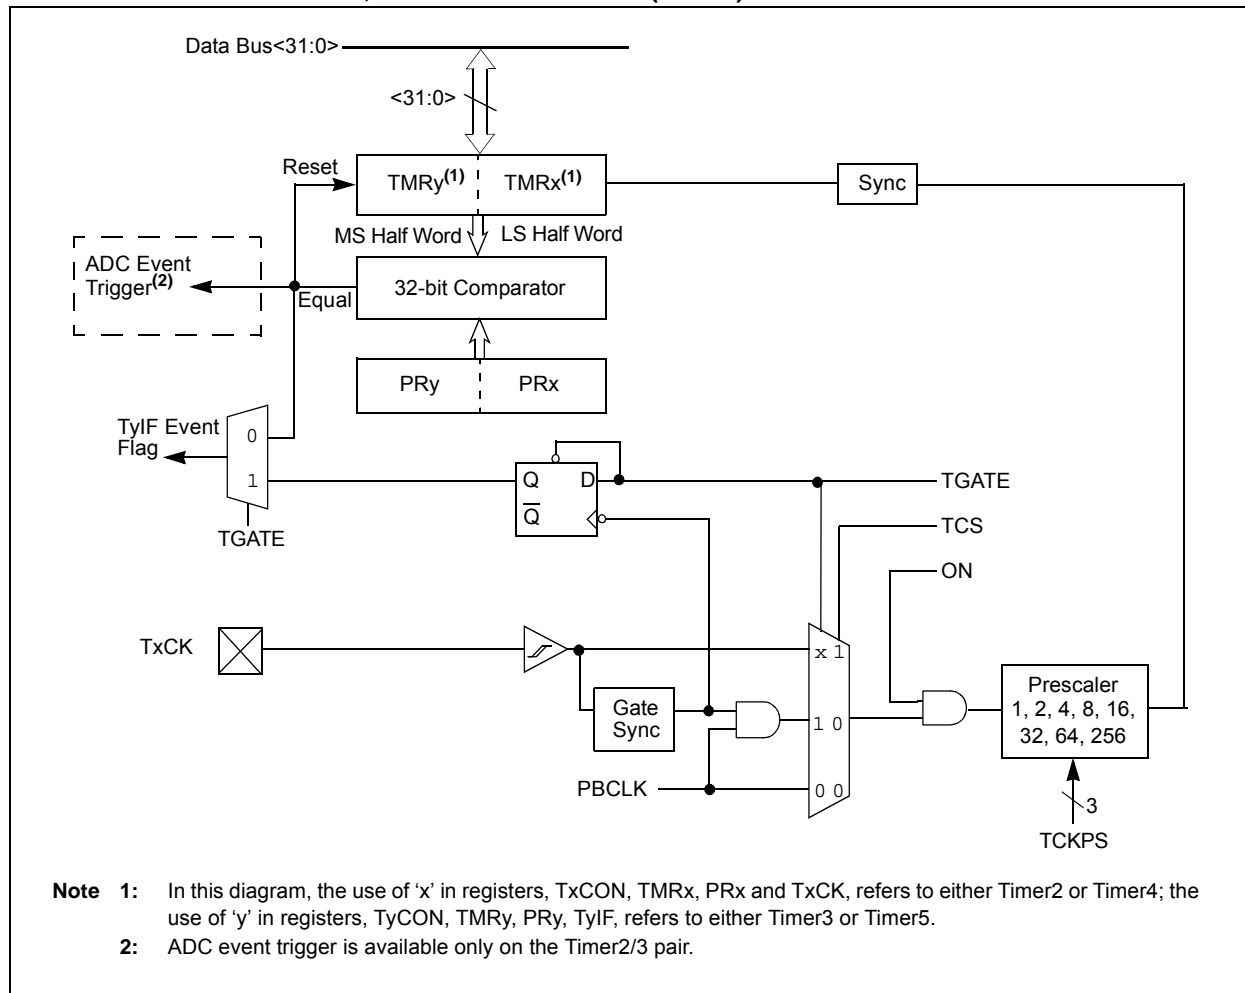 Data Bus<31:0>
<31:0>
Reset
TMRy(1)
TMRx(1)
Sync
MS Half Word
LS Half Word
ADC Event
Trigger(2)
Equal
32-bit Comparator
PRy
PRx
TyIF Event
Flag
0
1
TGATE
Q
D
Q
TGATE
TCS
ON
TxCK
x 1
Gate
Sync
1 0
Prescaler
1, 2, 4, 8, 16,
32, 64, 256
PBCLK
0 0
3
TCKPS
Note 1: In this diagram, the use of ‘x’ in registers, TxCON, TMRx, PRx and TxCK, refers to either Timer2 or Timer4; the
use of ‘y’ in registers, TyCON, TMRy, PRy, TyIF, refers to either Timer3 or Timer5.
2: ADC event trigger is available only on the Timer2/3 pair.